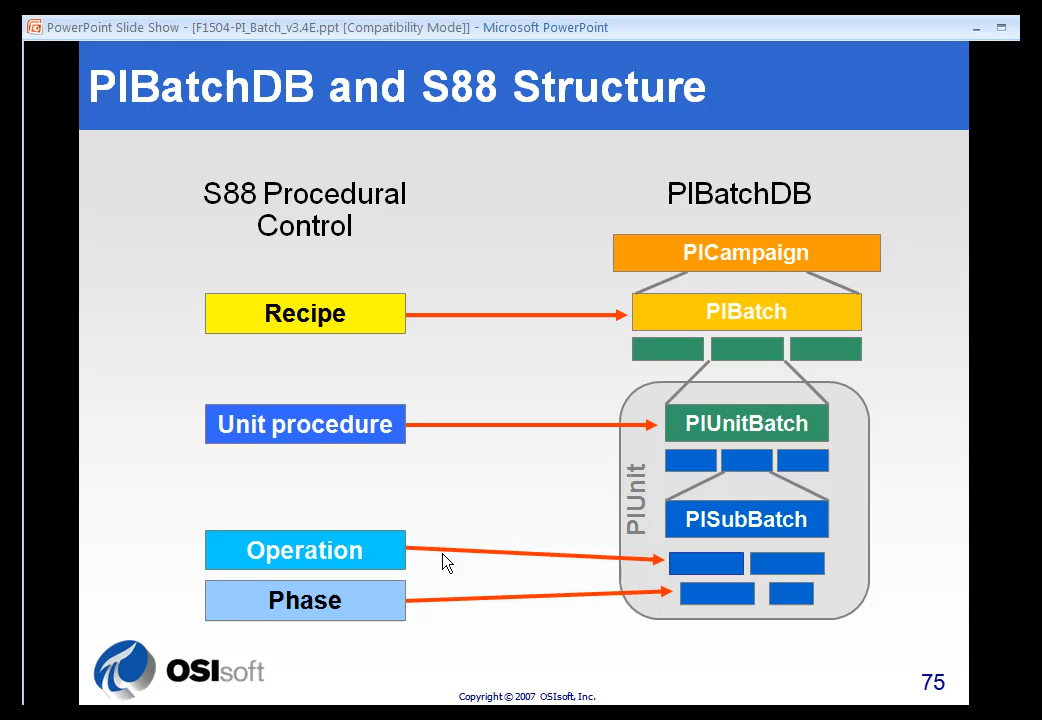 PowerPoint Slide Show - [F1504-PI_Batch_v3.4E.ppt [Compatibility Mode]] - Microsoft PowerPoint
PIBatchDB and S88 Structure
S88 Procedural
Control
PIBatchDB
PICampaign
Recipe
PIBatch
Unit procedure
PIUnitBatch
PIUnit
PISubBatch
Operation
Phase
OSIsoft
Copyright © 2007 OSIsoft, Inc.
75